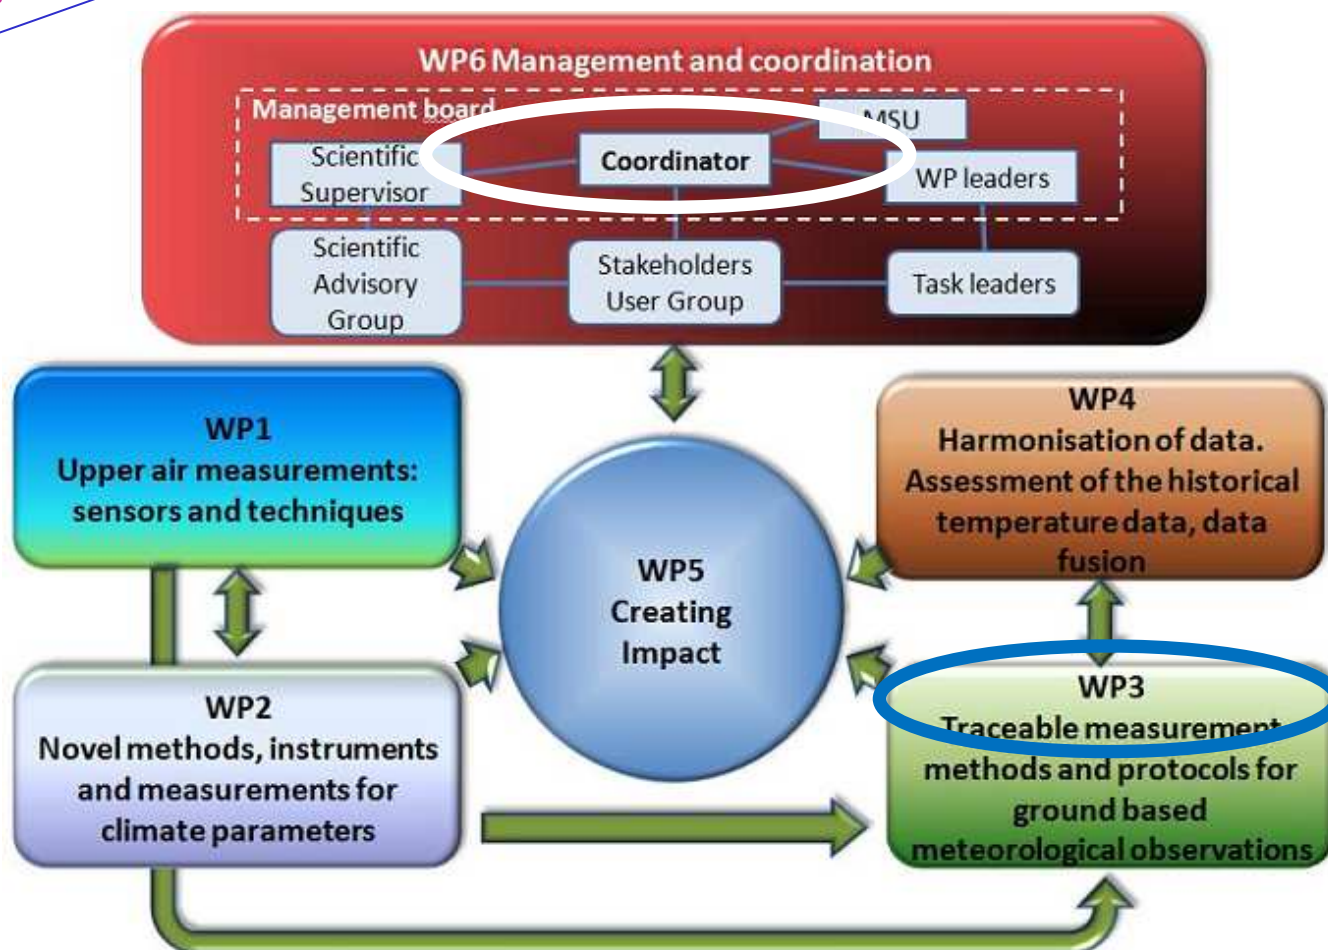 WP6 Management and coordination
Management board
MSU
Scientific
Supervisor
Coordinator
WP leaders
Scientific
Advisory
Group
Stakeholders
User Group
Task leaders
WP1
Upper air measurements:
sensors and techniques
WP4
Harmonisation of data.
Assessment of the historical
temperature data, data
fusion
WP5
Creating
Impact
WP2
Novel methods, instruments
and measurements for
climate parameters
WP3
Traceable measurement
methods and protocols for
ground based
meteorological observations